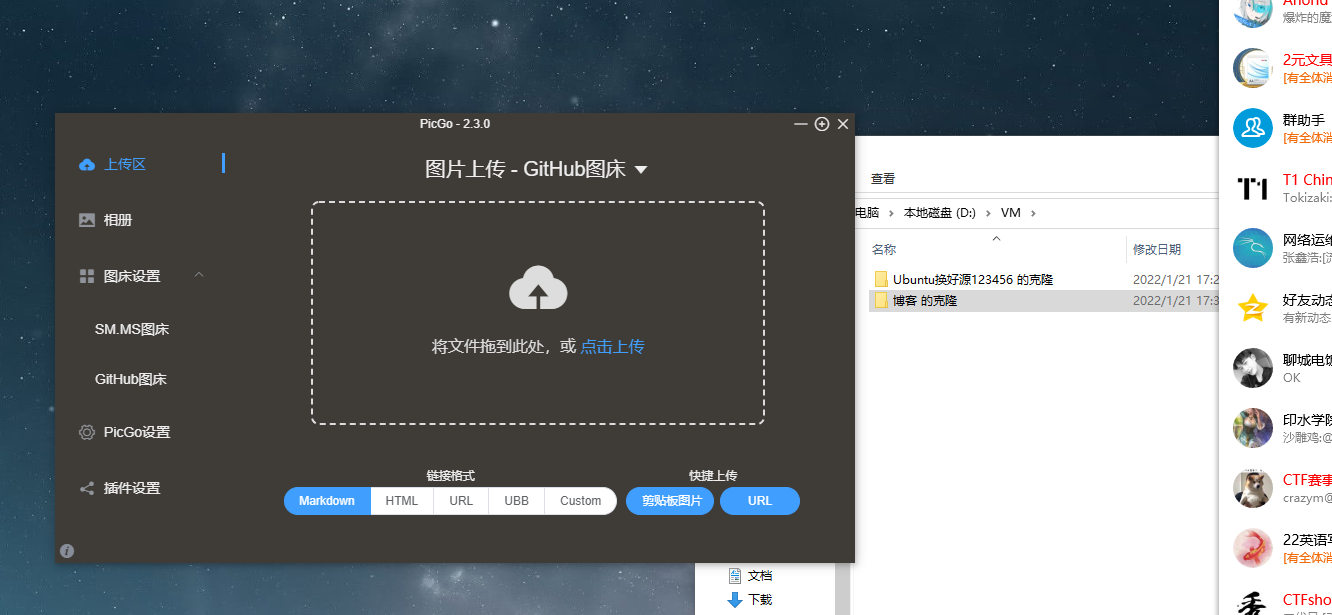 PicGo - 2.3.0
上传区
相册
图床设置
SM.MS图床
GitHub图床
PicGo设置
插件设置
图片上传 - GitHub图床
将文件拖到此处，或 点击上传
链接格式
快捷上传
Markdown HTML URL UBB Custom
剪贴板图片 URL
查看
电脑 › 本地磁盘 (D:) › VM ›
名称 修改日期
Ubuntu换好源123456 的克隆 2022/1/21 17:2
博客 的克隆 2022/1/21 17:3
文档
下载
爆炸的魔
2元文具
[有全体消
群助手
[有全体消
T1 Chin
Tokizaki:
网络运维
张鑫浩:[
好友动态
有新动态
聊城电饭
OK
印水学院
沙雕鸡:@
CTF赛事
crazym@
22英语写
[有全体消
CTFsho